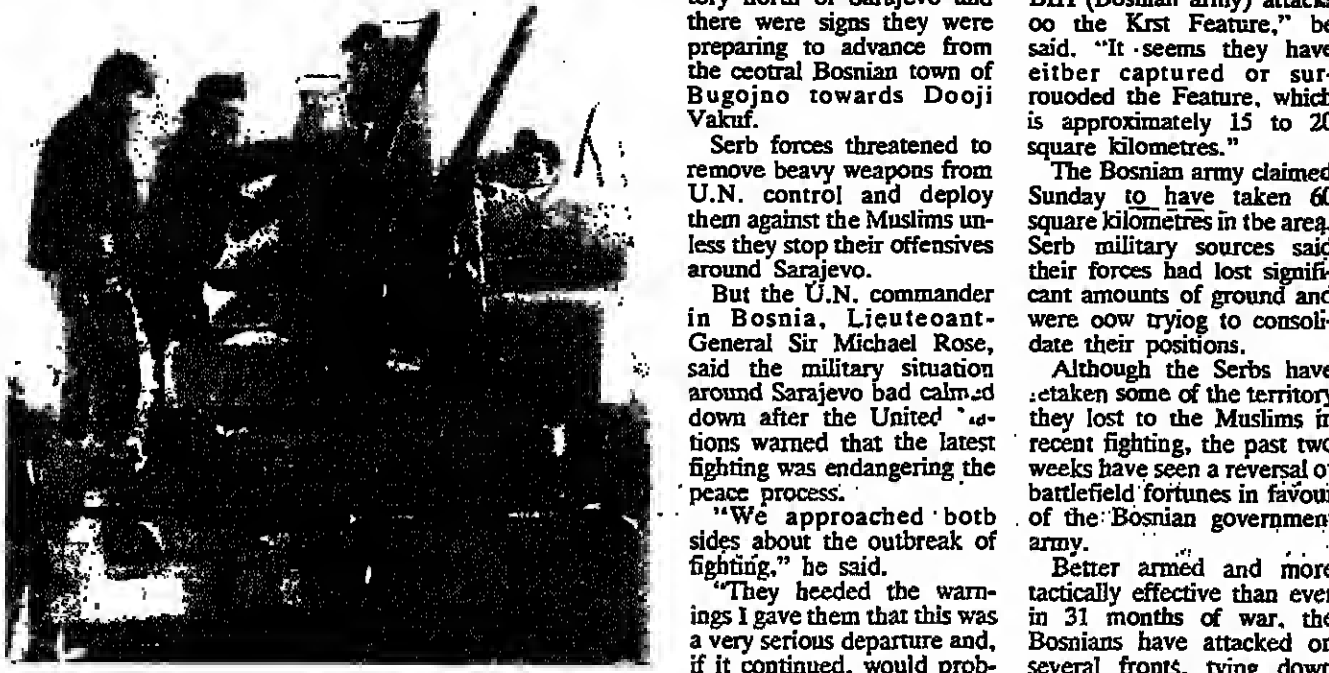 tory north of Sarajevo and
there were signs they were
preparing to advance from
the ceotral Bosnian town of
Bugojno towards Dooji
Vakuf.
Serb forces threatened to
remove beavy weapons from
U.N. control and deploy
them against the Muslims un-
less they stop their offensives
around Sarajevo.
But the U.N. commander
in Bosnia, Lieuteoant-
General Sir Michael Rose,
said the military situation
around Sarajevo bad calmed
down after the United
tions warned that the latest
fighting was endangering the
peace process.
"We approached botb
sides about the outbreak of
fighting," he said.
"They heeded the warn-
ings I gave them that this was
a very serious departure and,
if it continued, would prob-
BiH (Bosnian army) attacks
oo the Krst Feature," be
said. "It seems they have
eitber captured or sur-
rouoded the Feature, which
is approximately 15 to 20
square kilometres."
The Bosnian army claimed
Sunday to have taken 60
square kilometres in tbe area.
Serb military sources said
their forces had lost signifi-
cant amounts of ground and
were oow tryiog to consoli-
date their positions.
Although the Serbs have
retaken some of the territory
they lost to the Muslims in
recent fighting, the past two
weeks have seen a reversal of
battlefield fortunes in favour
of the Bosnian government
army.
Better armed and more
tactically effective than ever
in 31 months of war, the
Bosnians have attacked on
several fronts, tying down